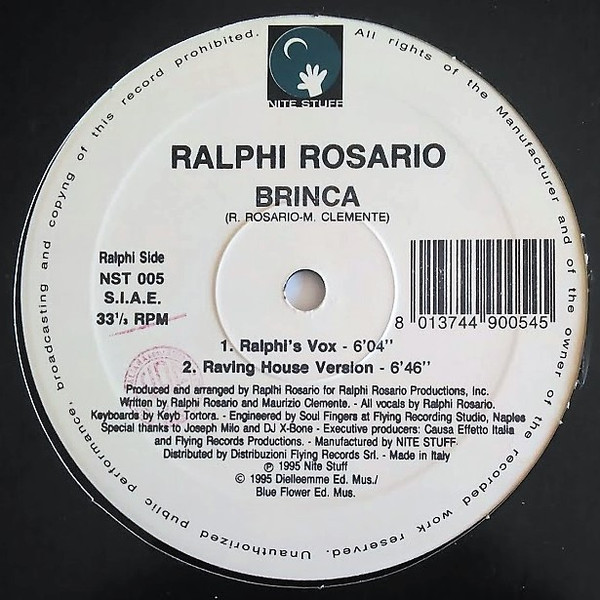 All rights of the Manufacturer and of the owner of the recorded work reserved. Unauthorized public performance, broadcasting and copyng of this record prohibited.
NITE STUFF
RALPHI ROSARIO
BRINCA
(R. ROSARIO-M. CLEMENTE)
Ralphi Side
NST 005
S.I.A.E.
33⅓ RPM
8 013744 900545
1. Ralphi's Vox - 6'04''
2. Raving House Version - 6'46''
Produced and arranged by Raplhi Rosario for Ralphi Rosario Productions, Inc.
Written by Ralphi Rosario and Maurizio Clemente. - All vocals by Ralphi Rosario.
Keyboards by Keyb Tortora. - Engineered by Soul Fingers at Flying Recording Studio, Naples
Special thanks to Joseph Milo and DJ X-Bone - Executive producers: Causa Effetto Italia
and Flying Records Productions. - Manufactured by NITE STUFF
Distributed by Distribuzioni Flying Records Srl. - Made in Italy
℗ 1995 Nite Stuff
© 1995 Dielleemme Ed. Mus./
Blue Flower Ed. Mus.